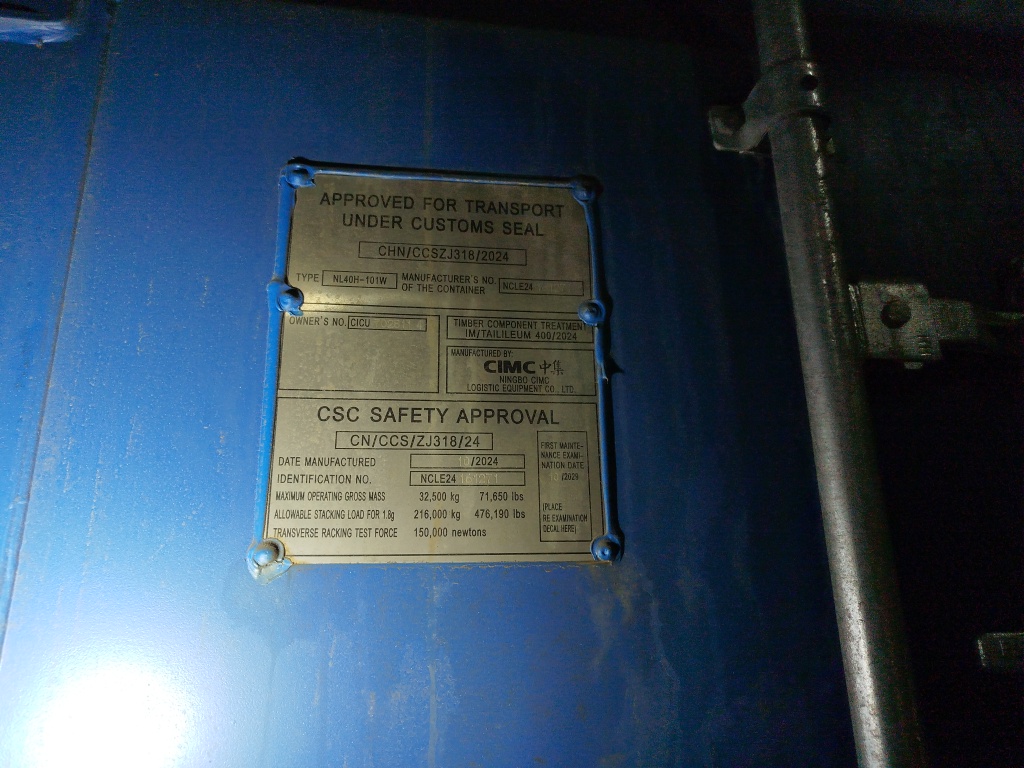 APPROVED FOR TRANSPORT
UNDER CUSTOMS SEAL
CHN/CCSZJ318/2024
TYPE NL40H-101W MANUFACTURER'S NO. OF THE CONTAINER NCLE24
OWNER'S NO. CICU
TIMBER COMPONENT TREATMENT
IM/TAILILEUM 400/2024
MANUFACTURED BY:
CIMC 中集
NINGBO CIMC
LOGISTIC EQUIPMENT CO., LTD.
CSC SAFETY APPROVAL
CN/CCS/ZJ318/24
DATE MANUFACTURED 10/2024
IDENTIFICATION NO. NCLE24
MAXIMUM OPERATING GROSS MASS 32,500 kg 71,650 lbs
ALLOWABLE STACKING LOAD FOR 1.8g 216,000 kg 476,190 lbs
TRANSVERSE RACKING TEST FORCE 150,000 newtons
FIRST MAINTE-
NANCE EXAMI-
NATION DATE
/2029
(PLACE
RE EXAMINATION
DECAL HERE)